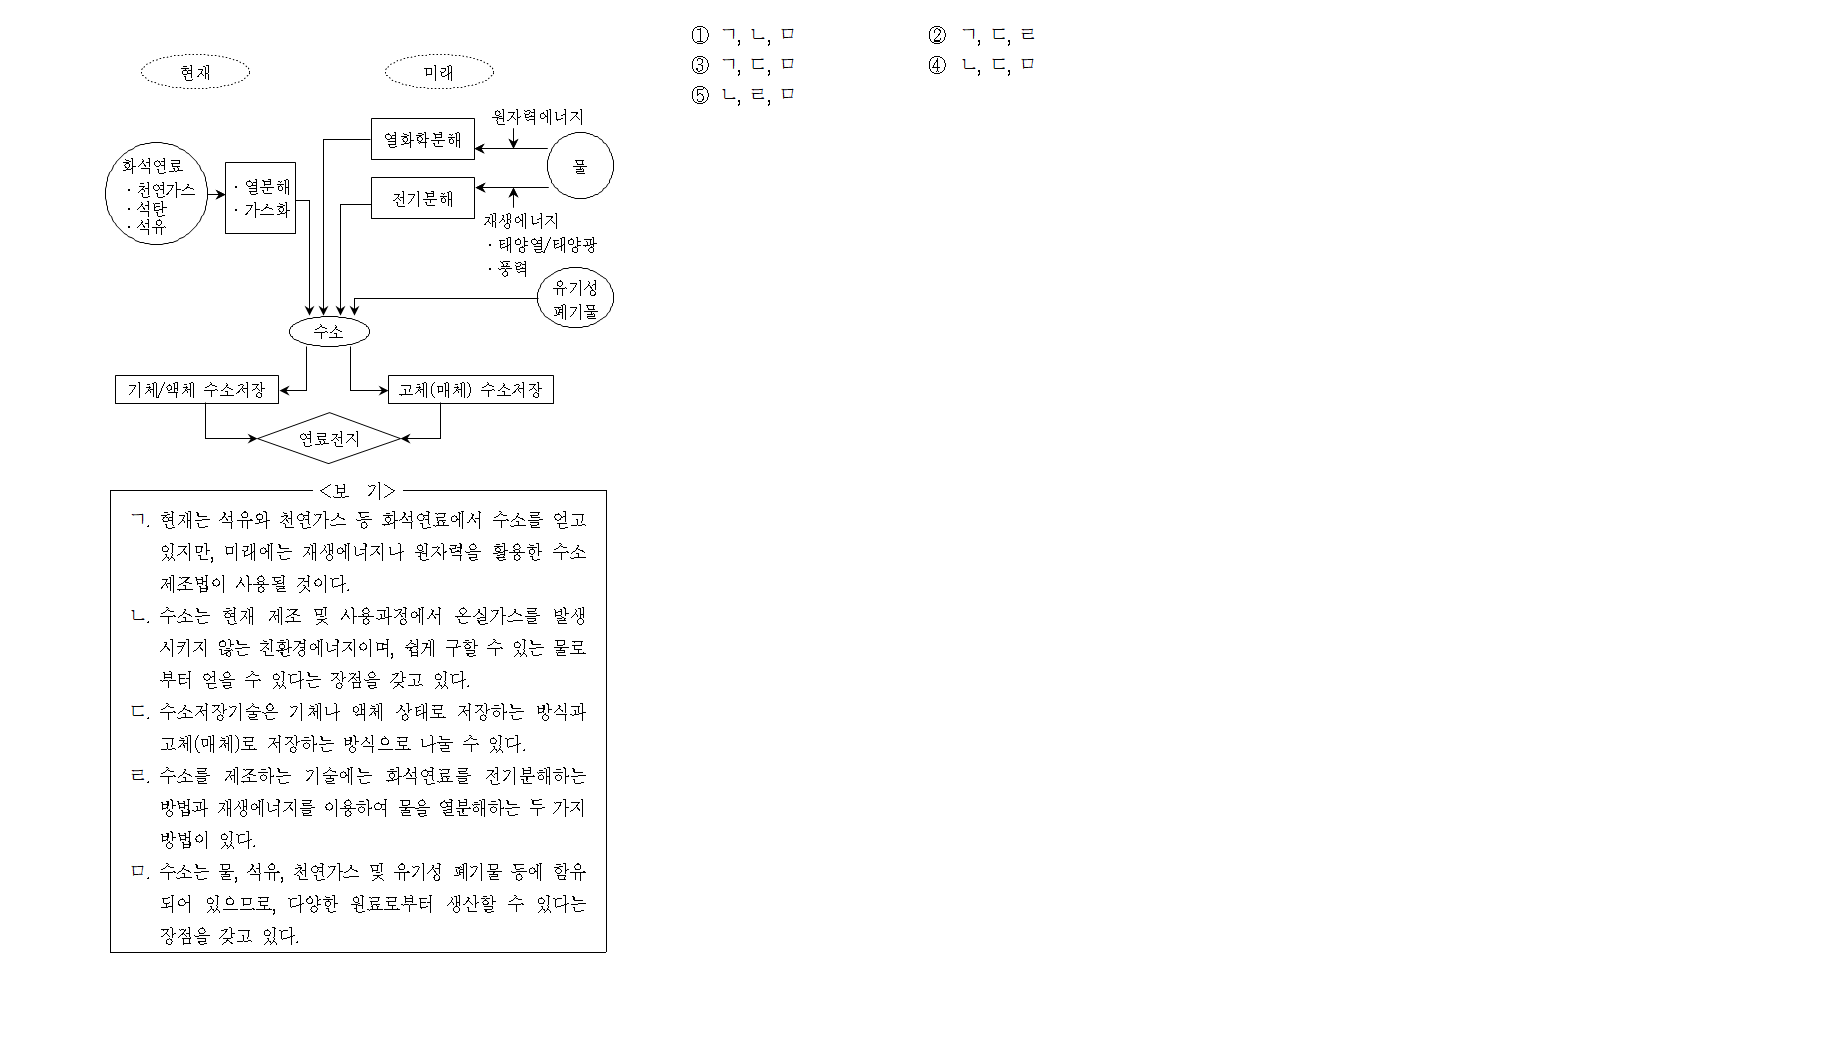 현재
미래
원자력에너지
열화학분해
물
화석연료
· 천연가스
· 석탄
· 석유
· 열분해
· 가스화
전기분해
재생에너지
· 태양열/태양광
· 풍력
유기성
폐기물
수소
기체/액체 수소저장
고체(매체) 수소저장
연료전지
<보 기>
ㄱ. 현재는 석유와 천연가스 등 화석연료에서 수소를 얻고
있지만, 미래에는 재생에너지나 원자력을 활용한 수소
제조법이 사용될 것이다.
ㄴ. 수소는 현재 제조 및 사용과정에서 온실가스를 발생
시키지 않는 친환경에너지이며, 쉽게 구할 수 있는 물로
부터 얻을 수 있다는 장점을 갖고 있다.
ㄷ. 수소저장기술은 기체나 액체 상태로 저장하는 방식과
고체(매체)로 저장하는 방식으로 나눌 수 있다.
ㄹ. 수소를 제조하는 기술에는 화석연료를 전기분해하는
방법과 재생에너지를 이용하여 물을 열분해하는 두 가지
방법이 있다.
ㅁ. 수소는 물, 석유, 천연가스 및 유기성 폐기물 등에 함유
되어 있으므로, 다양한 원료로부터 생산할 수 있다는
장점을 갖고 있다.
① ㄱ, ㄴ, ㅁ
② ㄱ, ㄷ, ㄹ
③ ㄱ, ㄷ, ㅁ
④ ㄴ, ㄷ, ㅁ
⑤ ㄴ, ㄹ, ㅁ